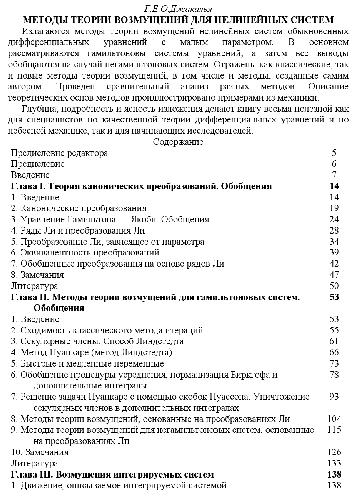 Г.Е.О.Джакалья
МЕТОДЫ ТЕОРИИ ВОЗМУЩЕНИЙ ДЛЯ НЕЛИНЕЙНЫХ СИСТЕМ
Излагаются методы теории возмущений нелинейных систем обыкновенных
дифференциальных уравнений с малым параметром. В основном
рассматриваются гамильтоновы системы уравнений, а затем все выводы
обобщаются на случай негамильтоновых систем. Отражены как классические, так
и новые методы теории возмущений, в том числе и методы, созданные самим
автором. Проведен сравнительный анализ разных методов. Описание
теоретических основ методов проиллюстрировано примерами из механики.
Глубина, подробность и ясность изложения делают книгу весьма полезной как
для специалистов по качественной теории дифференциальных уравнений и по
небесной механике, так и для начинающих исследователей.
Содержание
Предисловие редактора 5
Предисловие 6
Введение 7
Глава I. Теория канонических преобразований. Обобщения 14
1. Введение 14
2. Канонические преобразования 19
3. Уравнение Гамильтона — Якоби. Обобщения 24
4. Ряды Ли и преобразования Ли 28
5. Преобразование Ли, зависящее от параметра 34
6. Эквивалентность преобразований 39
7. Обобщенные преобразования на основе рядов Ли 42
8. Замечания 47
Литература 50
Глава II. Методы теории возмущений для гамильтоновых систем. 53
Обобщения
1. Введение 53
2. Сходимость классического метода итераций 55
3. Секулярные члены. Способ Линдстедта 61
4. Метод Пуанкаре (метод Линдстедта) 66
5. Быстрые и медленные переменные 73
6. Обобщение процедуры усреднения, нормализация Биркгофа и 78
дополнительные интегралы
7. Решение задачи Пуанкаре с помощью скобок Пуассона. Уничтожение 93
секулярных членов в дополнительных интегралах
8. Методы теории возмущений, основанные на преобразованиях Ли 104
9. Методы теории возмущений для негамильтоновых систем, основанные 115
на преобразованиях Ли
10. Замечания 126
Литература 133
Глава III. Возмущения интегрируемых систем 138
1. Движение, описываемое интегрируемой системой 138